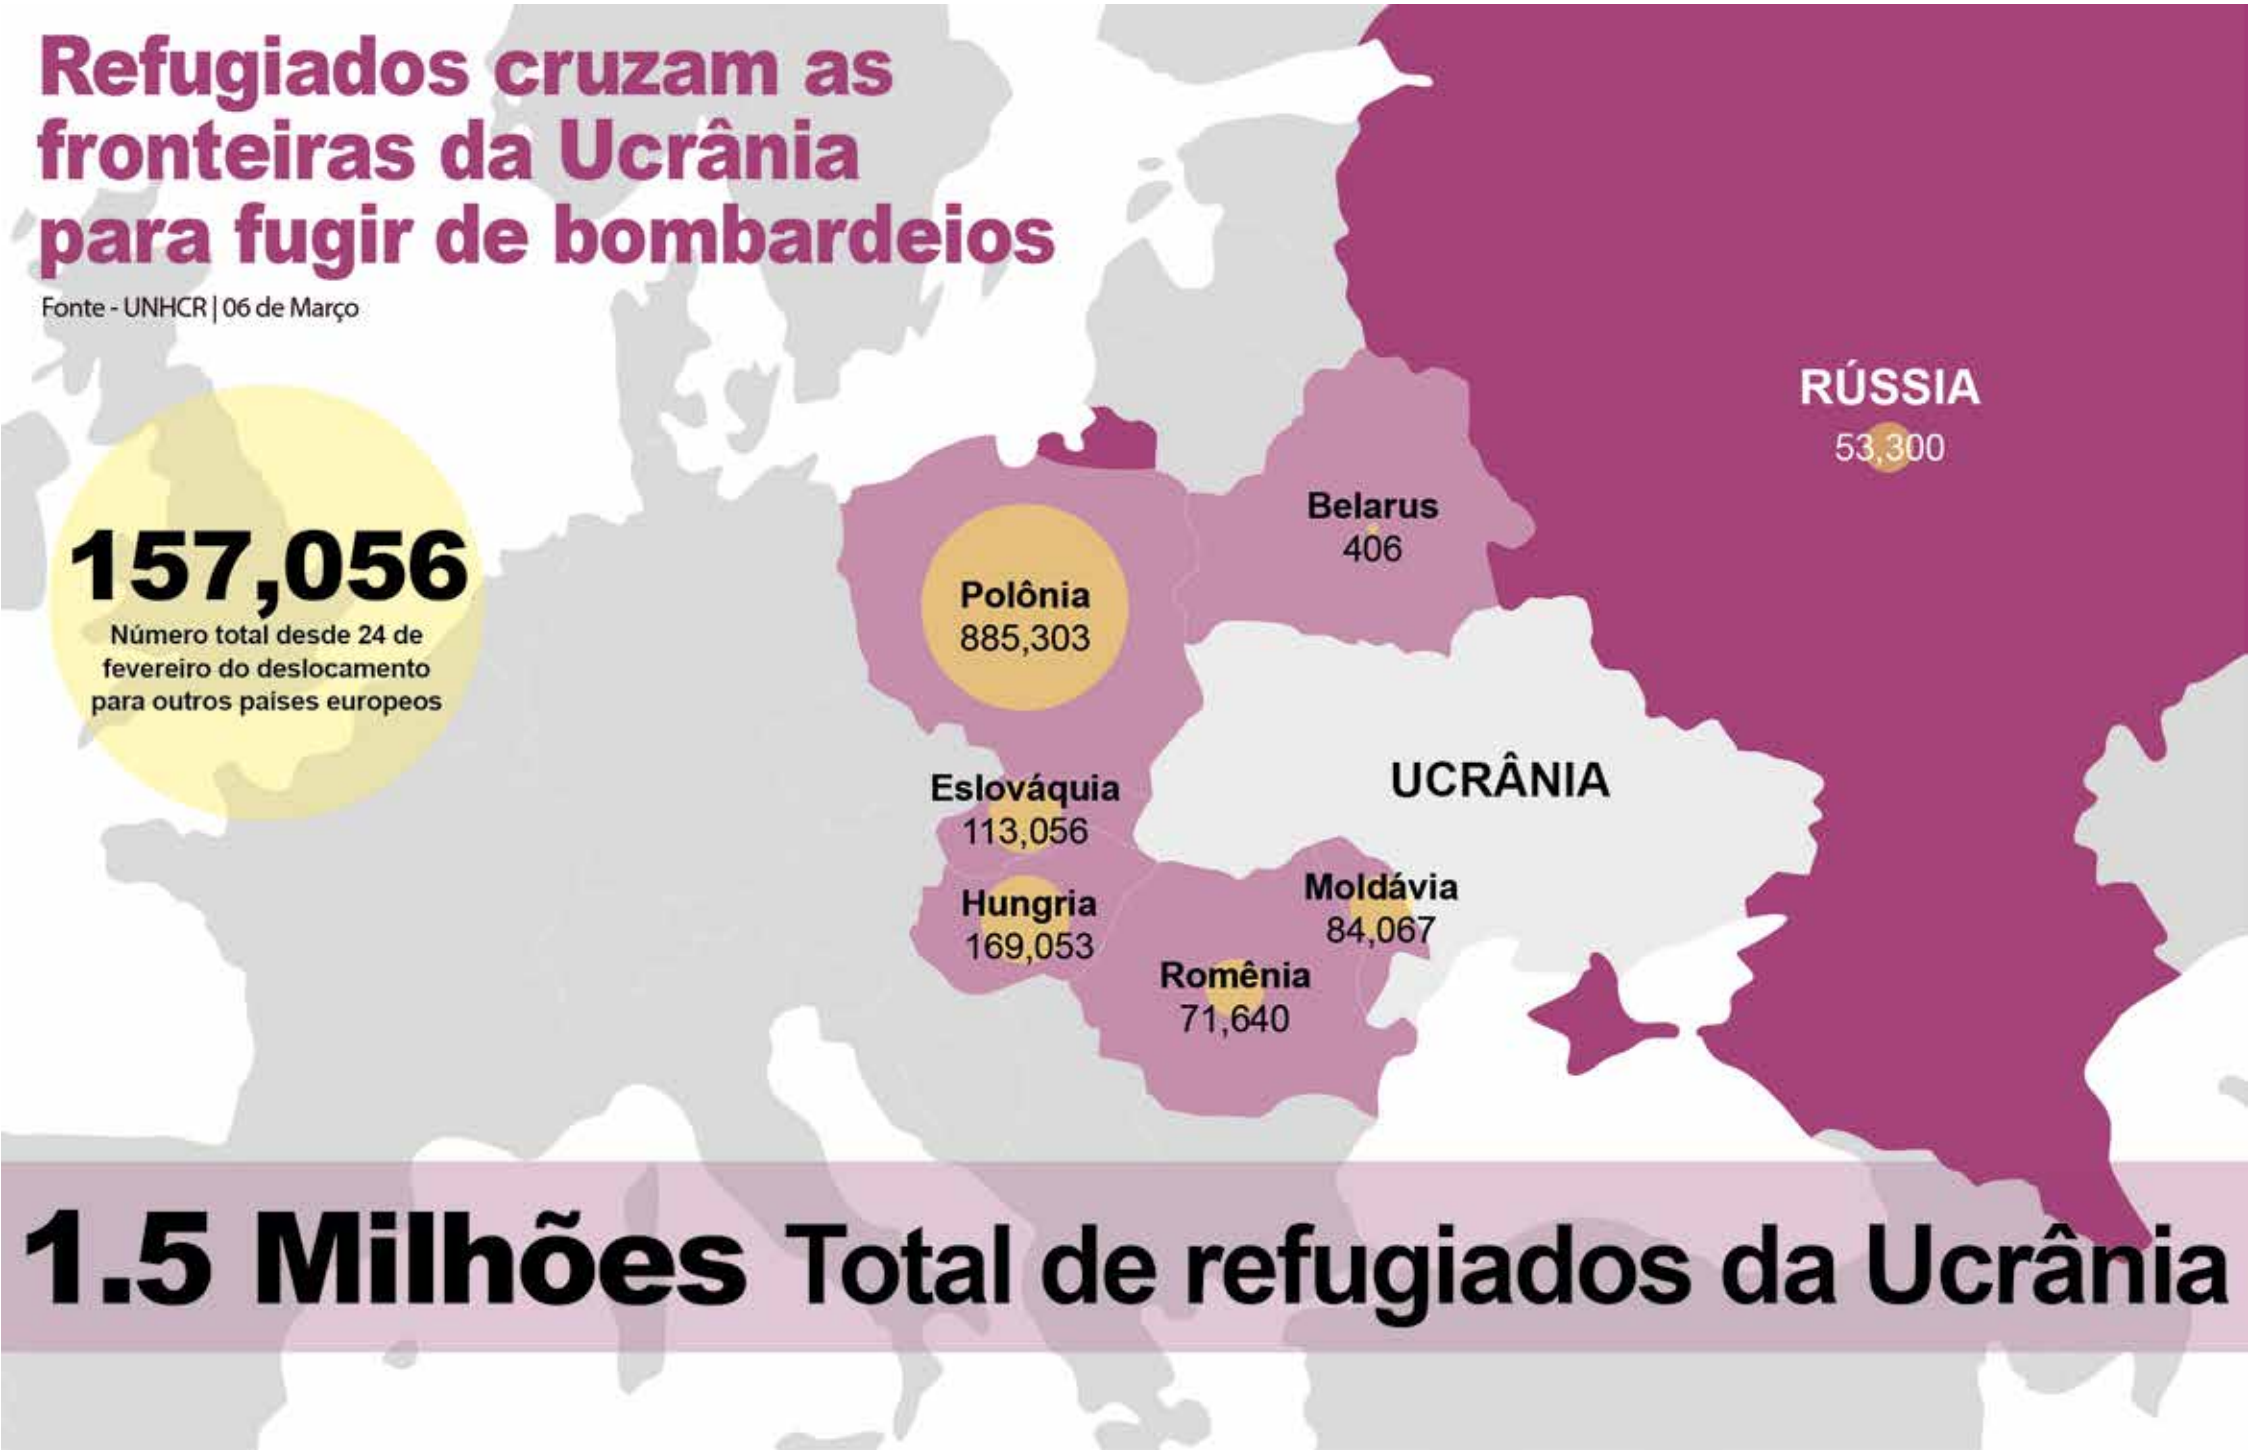 Refugiados cruzam as
fronteiras da Ucrânia
para fugir de bombardeios
Fonte - UNHCR | 06 de Março
RÚSSIA
53,300
Belarus
406
157,056
Número total desde 24 de
fevereiro do deslocamento
para outros países europeos
Polônia
885,303
UCRÂNIA
Eslováquia
113,056
Hungria
169,053
Moldávia
84,067
Romênia
71,640
1.5 Milhões Total de refugiados da Ucrânia